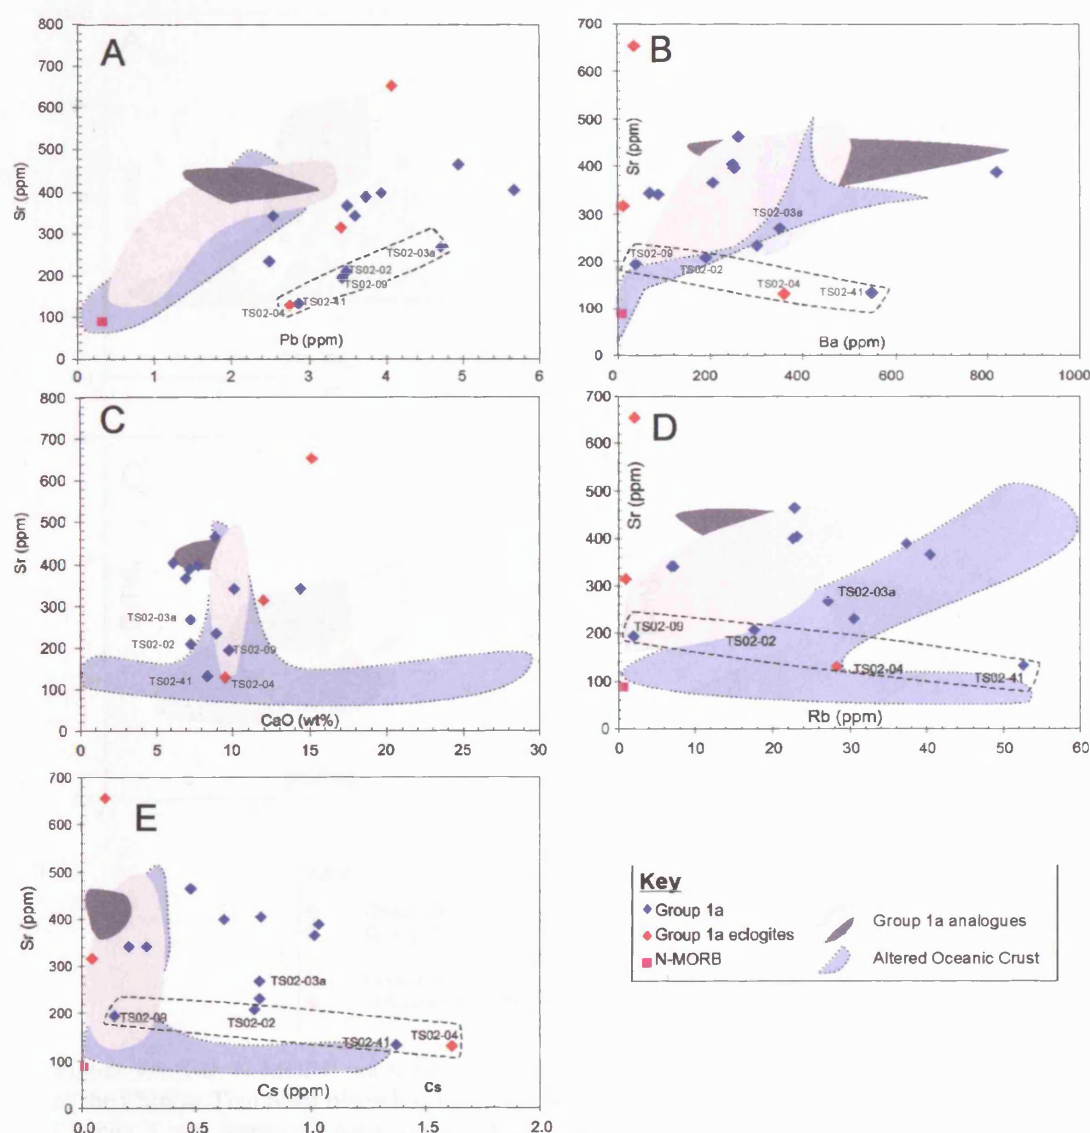 A
800
700
600
500
400
300
200
100
0
Sr (ppm)
TS02-03a
TS02-02
TS02-09
TS02-41
TS02-04
Pb (ppm)
0 1 2 3 4 5 6
B
700
600
500
400
300
200
100
0
Sr (ppm)
TS02-03a
TS02-09
TS02-02
TS02-04
TS02-41
Ba (ppm)
0 200 400 600 800 1000
C
800
700
600
500
400
300
200
100
0
Sr (ppm)
TS02-03a
TS02-02
TS02-09
TS02-41
TS02-04
CaO (wt%)
0 5 10 15 20 25 30
D
700
600
500
400
300
200
100
0
Sr (ppm)
TS02-03a
TS02-09
TS02-02
TS02-04
TS02-41
Rb (ppm)
0 10 20 30 40 50 60
E
700
600
500
400
300
200
100
0
Sr (ppm)
TS02-03a
TS02-09
TS02-02
TS02-41
TS02-04
Cs (ppm)
Cs
0.0 0.5 1.0 1.5 2.0
Key
Group 1a
Group 1a eclogites
N-MORB
Group 1a analogues
Altered Oceanic Crust